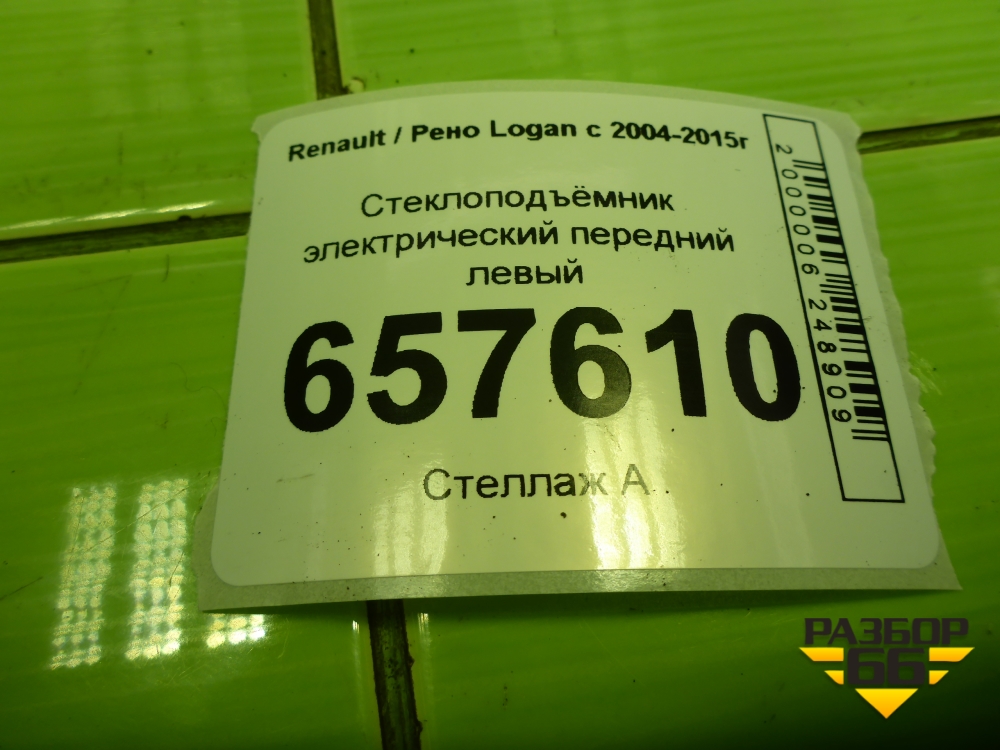 Renault / Рено Logan с 2004-2015г
Стеклоподъёмник
электрический передний
левый
657610
Стеллаж А
2000006248909
РАЗБОР
66